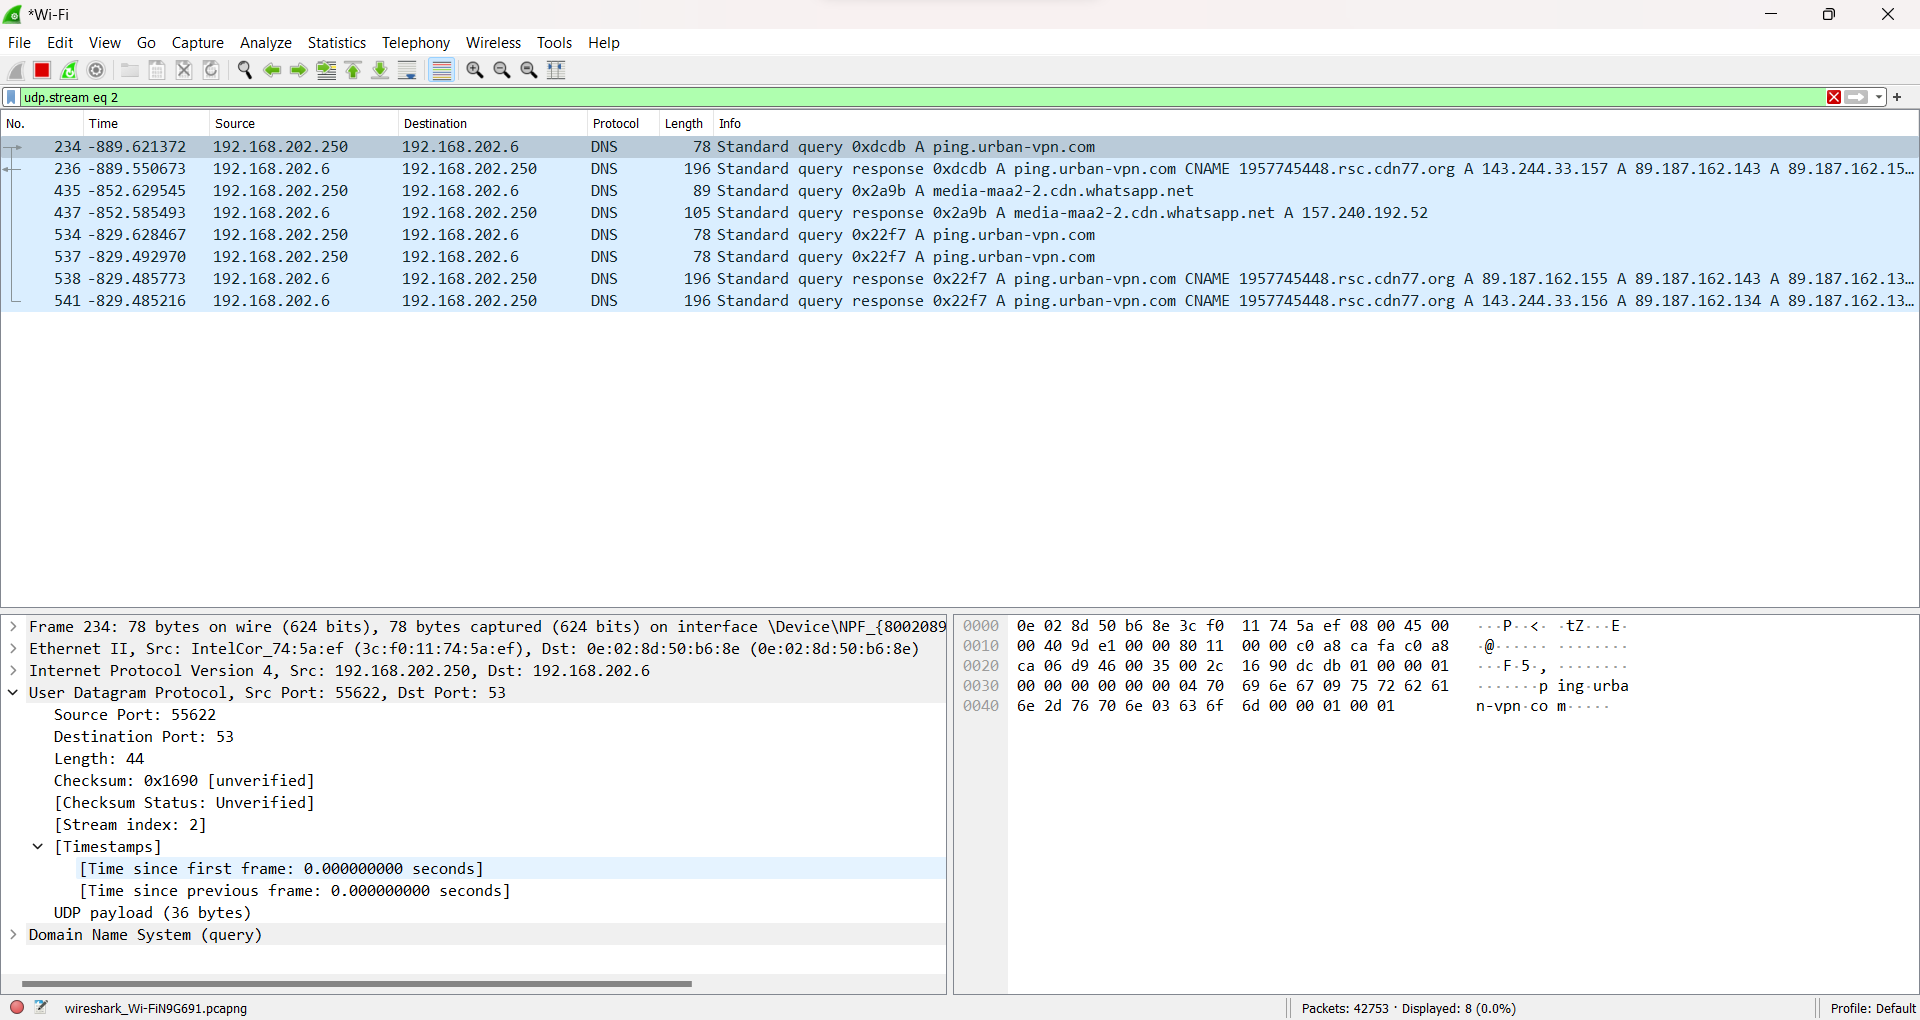 *Wi-Fi
File Edit View Go Capture Analyze Statistics Telephony Wireless Tools Help
udp.stream eq 2
No. Time Source Destination Protocol Length Info
234 -889.621372 192.168.202.250 192.168.202.6 DNS 78 Standard query 0xdcdb A ping.urban-vpn.com
236 -889.550673 192.168.202.6 192.168.202.250 DNS 196 Standard query response 0xdcdb A ping.urban-vpn.com CNAME 1957745448.rsc.cdn77.org A 143.244.33.157 A 89.187.162.143 A 89.187.162.15…
435 -852.629545 192.168.202.250 192.168.202.6 DNS 89 Standard query 0x2a9b A media-maa2-2.cdn.whatsapp.net
437 -852.585493 192.168.202.6 192.168.202.250 DNS 105 Standard query response 0x2a9b A media-maa2-2.cdn.whatsapp.net A 157.240.192.52
534 -829.628467 192.168.202.250 192.168.202.6 DNS 78 Standard query 0x22f7 A ping.urban-vpn.com
537 -829.492970 192.168.202.250 192.168.202.6 DNS 78 Standard query 0x22f7 A ping.urban-vpn.com
538 -829.485773 192.168.202.6 192.168.202.250 DNS 196 Standard query response 0x22f7 A ping.urban-vpn.com CNAME 1957745448.rsc.cdn77.org A 89.187.162.155 A 89.187.162.143 A 89.187.162.13…
541 -829.485216 192.168.202.6 192.168.202.250 DNS 196 Standard query response 0x22f7 A ping.urban-vpn.com CNAME 1957745448.rsc.cdn77.org A 143.244.33.156 A 89.187.162.134 A 89.187.162.13…
Frame 234: 78 bytes on wire (624 bits), 78 bytes captured (624 bits) on interface \Device\NPF_{8002089
Ethernet II, Src: IntelCor_74:5a:ef (3c:f0:11:74:5a:ef), Dst: 0e:02:8d:50:b6:8e (0e:02:8d:50:b6:8e)
Internet Protocol Version 4, Src: 192.168.202.250, Dst: 192.168.202.6
User Datagram Protocol, Src Port: 55622, Dst Port: 53
Source Port: 55622
Destination Port: 53
Length: 44
Checksum: 0x1690 [unverified]
[Checksum Status: Unverified]
[Stream index: 2]
[Timestamps]
[Time since first frame: 0.000000000 seconds]
[Time since previous frame: 0.000000000 seconds]
UDP payload (36 bytes)
Domain Name System (query)
0000 0e 02 8d 50 b6 8e 3c f0 11 74 5a ef 08 00 45 00 ···P··<· ·tZ···E·
0010 00 40 9d e1 00 00 80 11 00 00 c0 a8 ca fa c0 a8 ·@······ ········
0020 ca 06 d9 46 00 35 00 2c 16 90 dc db 01 00 00 01 ···F·5·, ········
0030 00 00 00 00 00 00 04 70 69 6e 67 09 75 72 62 61 ·······p ing·urba
0040 6e 2d 76 70 6e 03 63 6f 6d 00 00 01 00 01 n-vpn·co m·····
wireshark_Wi-FiN9G691.pcapng
Packets: 42753 · Displayed: 8 (0.0%)
Profile: Default